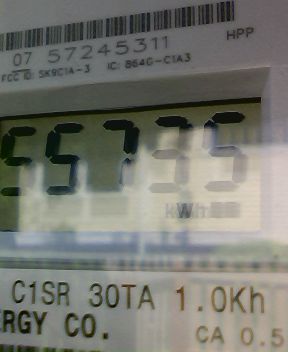 07 57245311
HPP
FCC ID: SK9C1A-3 IC: 864G-C1A3
55735
kWh
C1SR 30TA 1.0Kh
RGY CO. CA 0.5